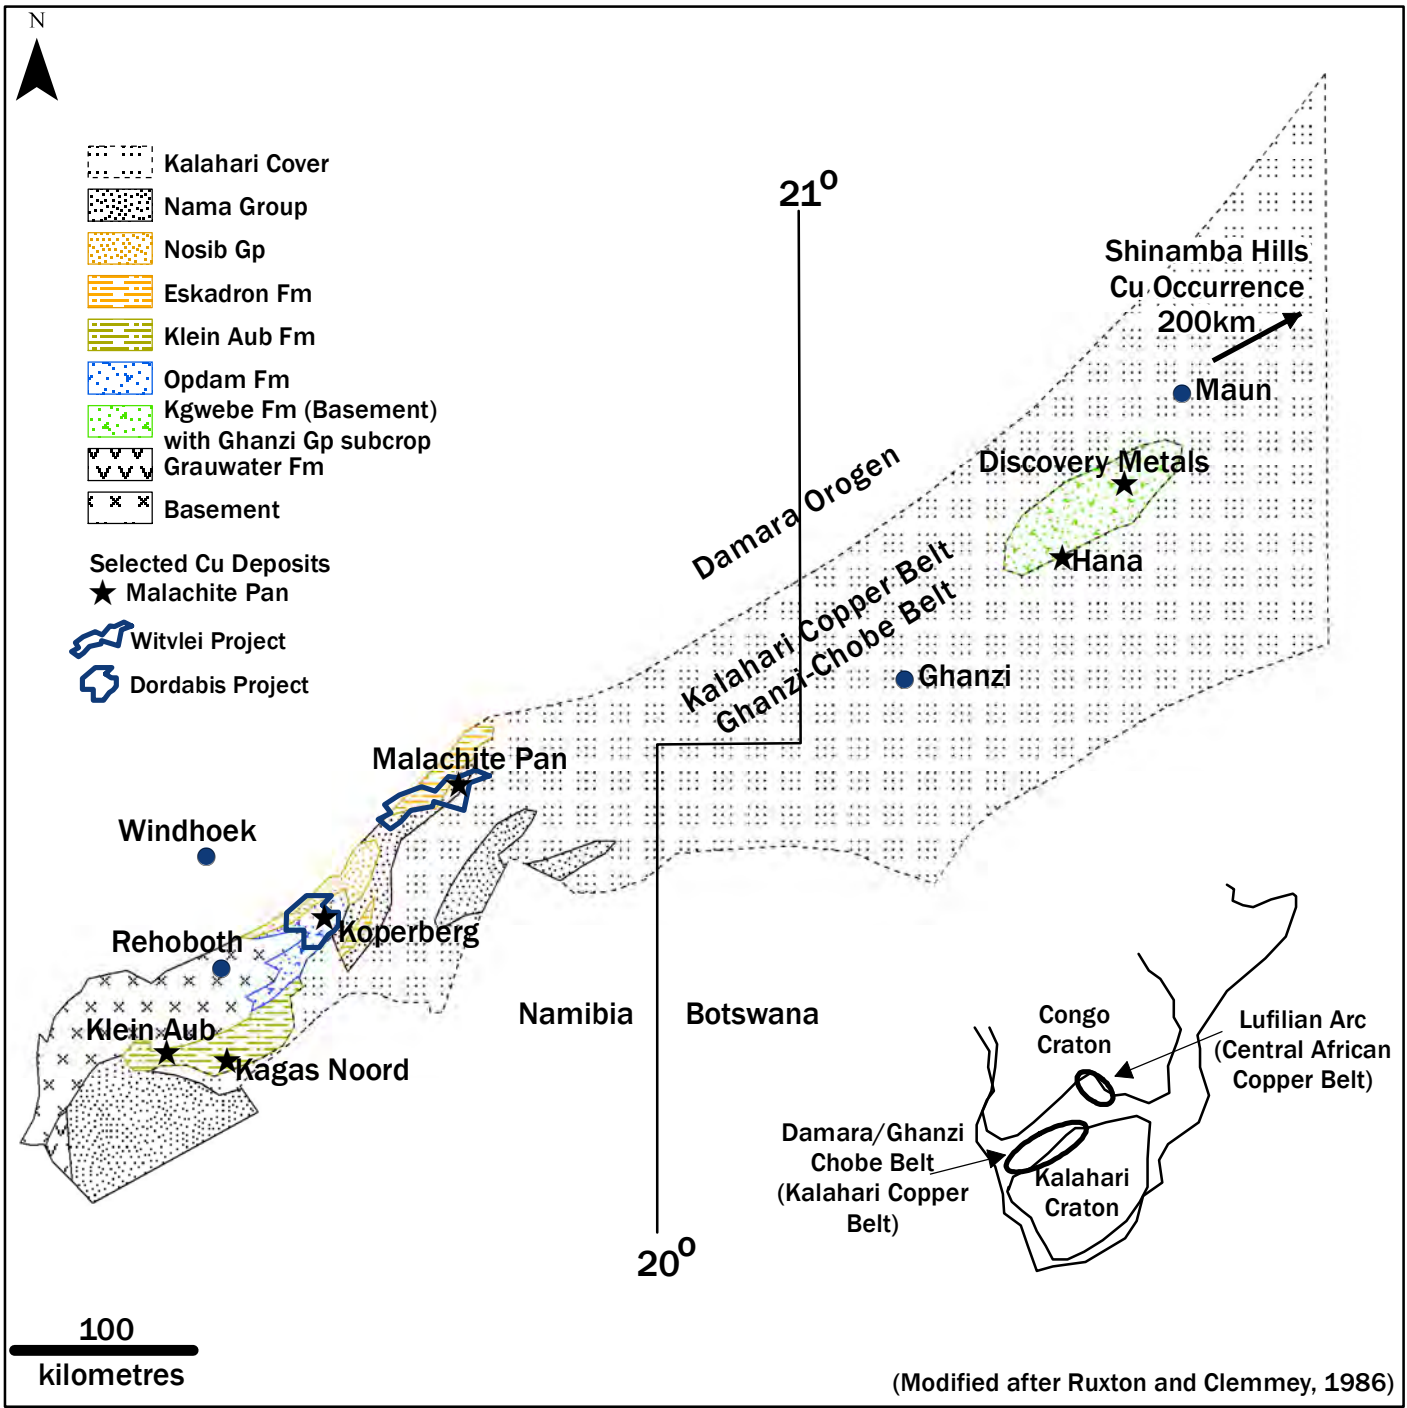 N
Kalahari Cover
Nama Group
Nosib Gp
Eskadron Fm
Klein Aub Fm
Opdam Fm
Kgwebe Fm (Basement)
with Ghanzi Gp subcrop
Grauwater Fm
Basement
Selected Cu Deposits
Malachite Pan
Witvlei Project
Dordabis Project
21°
Shinamba Hills
Cu Occurrence
200km
Maun
Discovery Metals
Hana
Damara Orogen
Kalahari Copper Belt
Ghanzi-Chobe Belt
Ghanzi
Malachite Pan
Windhoek
Koperberg
Rehoboth
Klein Aub
Kagas Noord
Namibia
Botswana
20°
Congo
Craton
Lufilian Arc
(Central African
Copper Belt)
Damara/Ghanzi
Chobe Belt
(Kalahari Copper
Belt)
Kalahari
Craton
100
kilometres
(Modified after Ruxton and Clemmey, 1986)